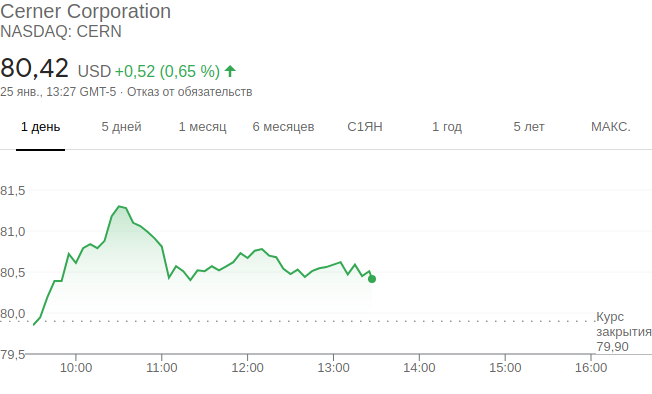 Cerner Corporation
NASDAQ: CERN
80,42 USD +0,52 (0,65 %)
25 янв., 13:27 GMT-5 · Отказ от обязательств
1 день 5 дней 1 месяц 6 месяцев С1ЯН 1 год 5 лет МАКС.
81,5
81,0
80,5
80,0
Курс
закрытия
79,90
79,5
10:00 11:00 12:00 13:00 14:00 15:00 16:00